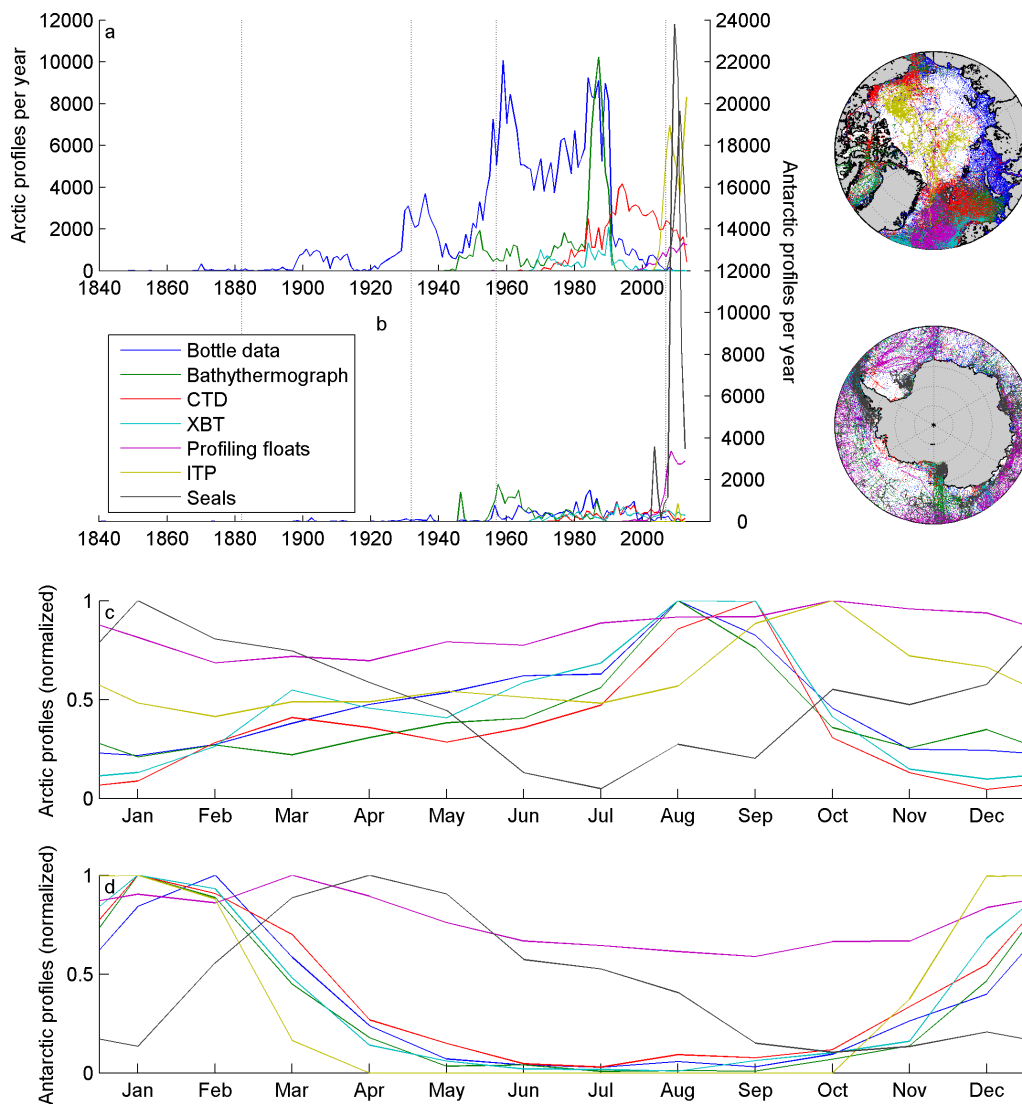 a
Arctic profiles per year
12000
10000
8000
6000
4000
2000
0
24000
22000
20000
18000
16000
14000
12000
10000
8000
6000
4000
2000
0
Antarctic profiles per year
1840 1860 1880 1900 1920 1940 1960 1980 2000
b
Bottle data
Bathythermograph
CTD
XBT
Profiling floats
ITP
Seals
1840 1860 1880 1900 1920 1940 1960 1980 2000
c
Arctic profiles (normalized)
1
0.5
0
Jan Feb Mar Apr May Jun Jul Aug Sep Oct Nov Dec
d
Antarctic profiles (normalized)
1
0.5
0
Jan Feb Mar Apr May Jun Jul Aug Sep Oct Nov Dec